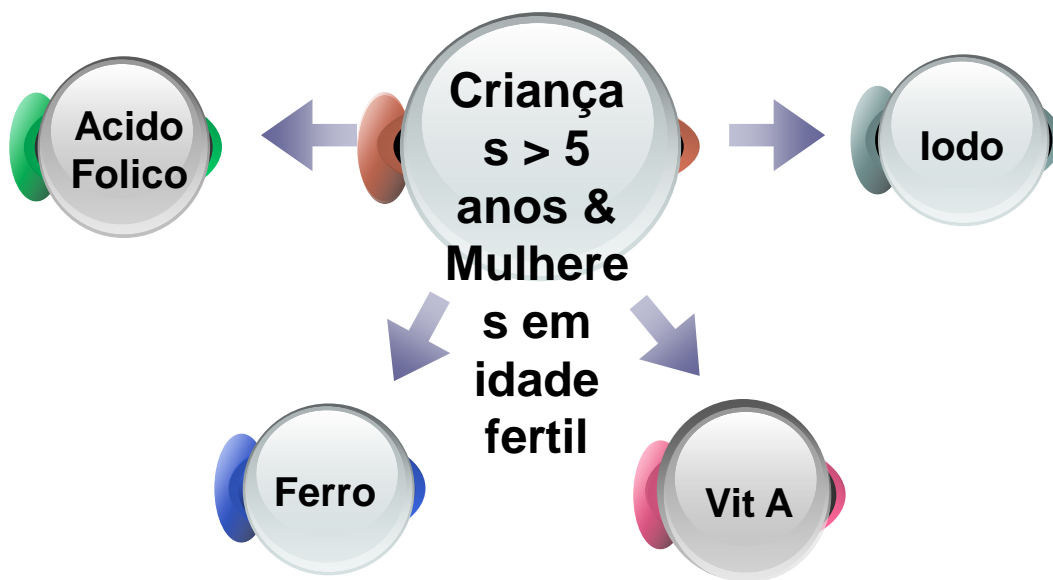 Criança
s > 5
anos &
Mulhere
s em
idade
fertil
Acido
Folico
Iodo
Ferro
Vit A